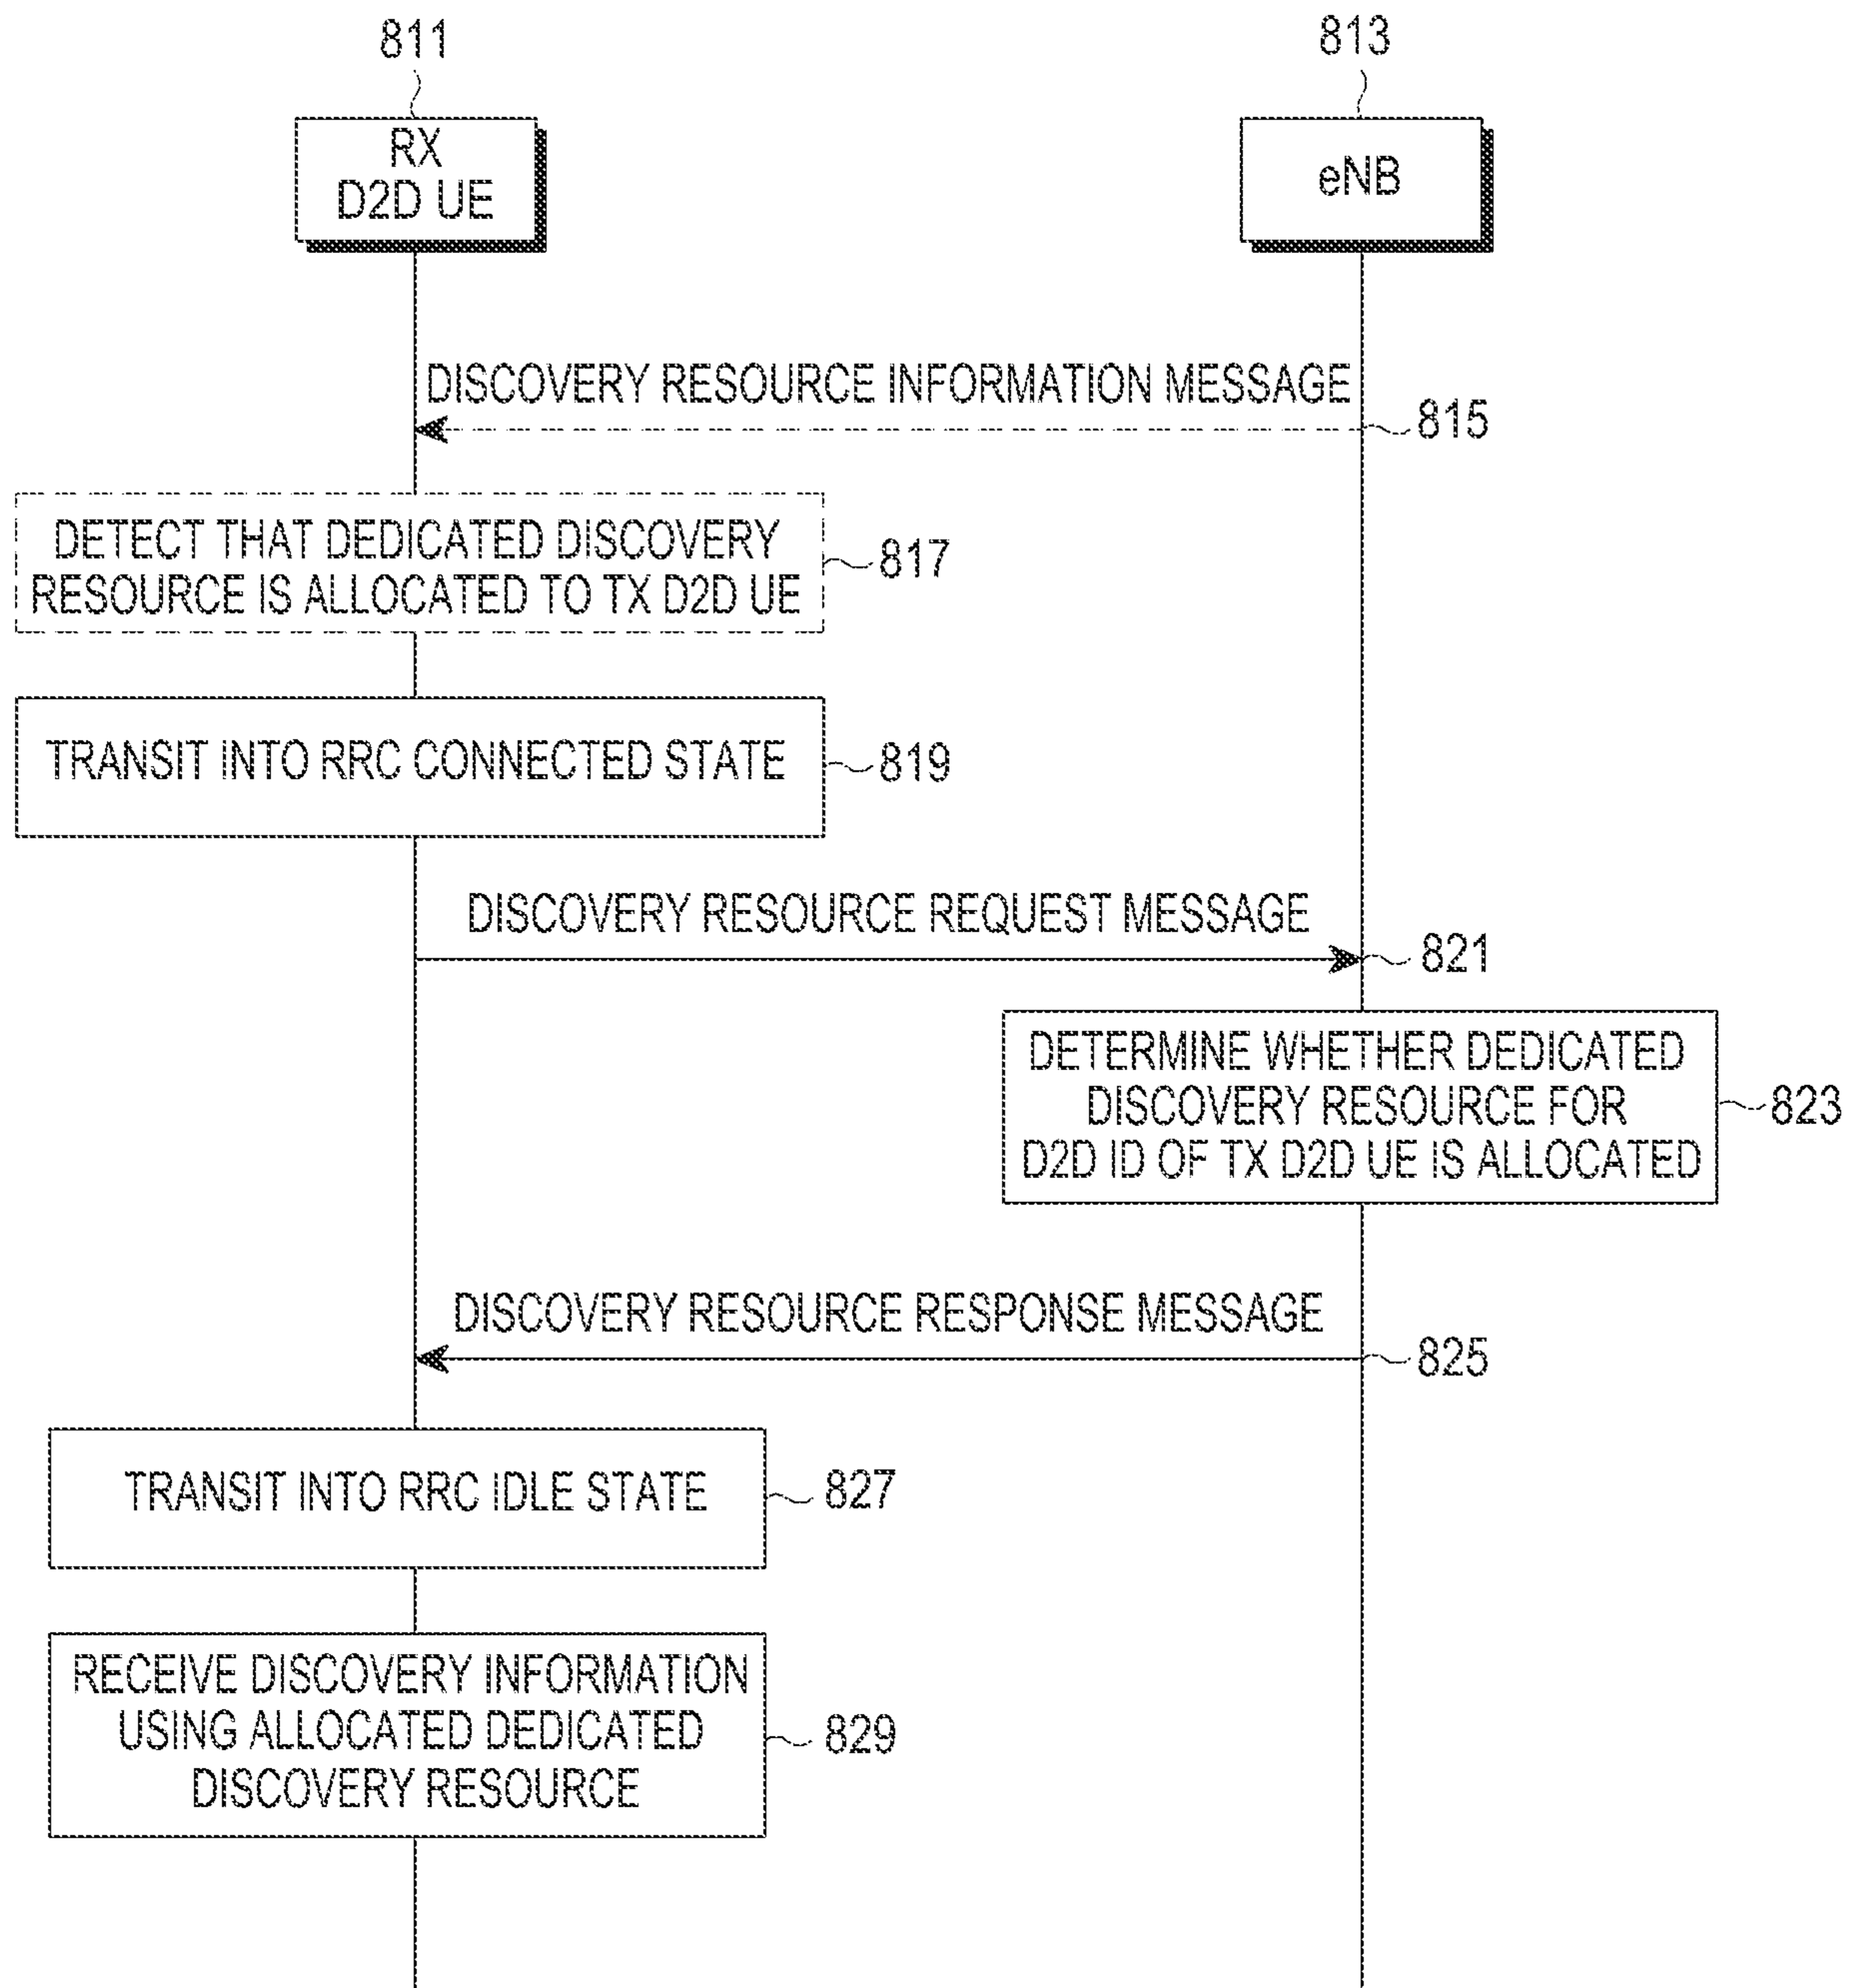 811
813
RX
D2D UE
eNB
DISCOVERY RESOURCE INFORMATION MESSAGE
815
DETECT THAT DEDICATED DISCOVERY
RESOURCE IS ALLOCATED TO TX D2D UE
817
TRANSIT INTO RRC CONNECTED STATE
819
DISCOVERY RESOURCE REQUEST MESSAGE
821
DETERMINE WHETHER DEDICATED
DISCOVERY RESOURCE FOR
D2D ID OF TX D2D UE IS ALLOCATED
823
DISCOVERY RESOURCE RESPONSE MESSAGE
825
TRANSIT INTO RRC IDLE STATE
827
RECEIVE DISCOVERY INFORMATION
USING ALLOCATED DEDICATED
DISCOVERY RESOURCE
829